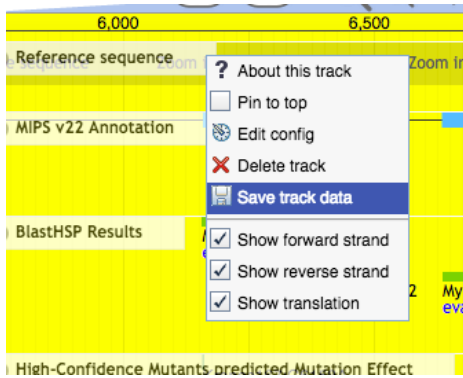 6,000 6,500
Reference sequence Zoom in
About this track
Pin to top
MIPS v22 Annotation
Edit config
Delete track
Save track data
BlastHSP Results
Show forward strand
Show reverse strand
Show translation
2 My
eva
High-Confidence Mutants predicted Mutation Effect